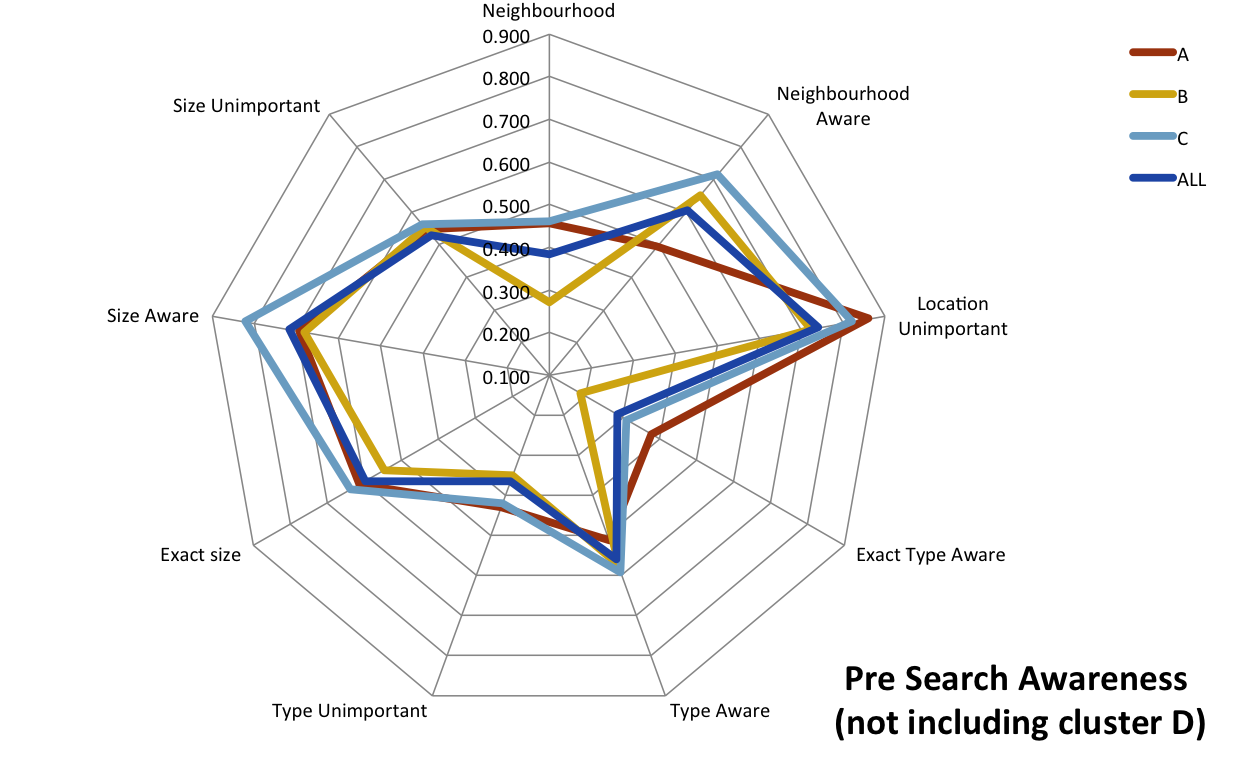 Neighbourhood
0.900
0.800
0.700
0.600
0.500
0.400
0.300
0.200
0.100
Neighbourhood
Aware
Location
Unimportant
Exact Type Aware
Type Aware
Type Unimportant
Exact size
Size Aware
Size Unimportant
A
B
C
ALL
Pre Search Awareness
(not including cluster D)